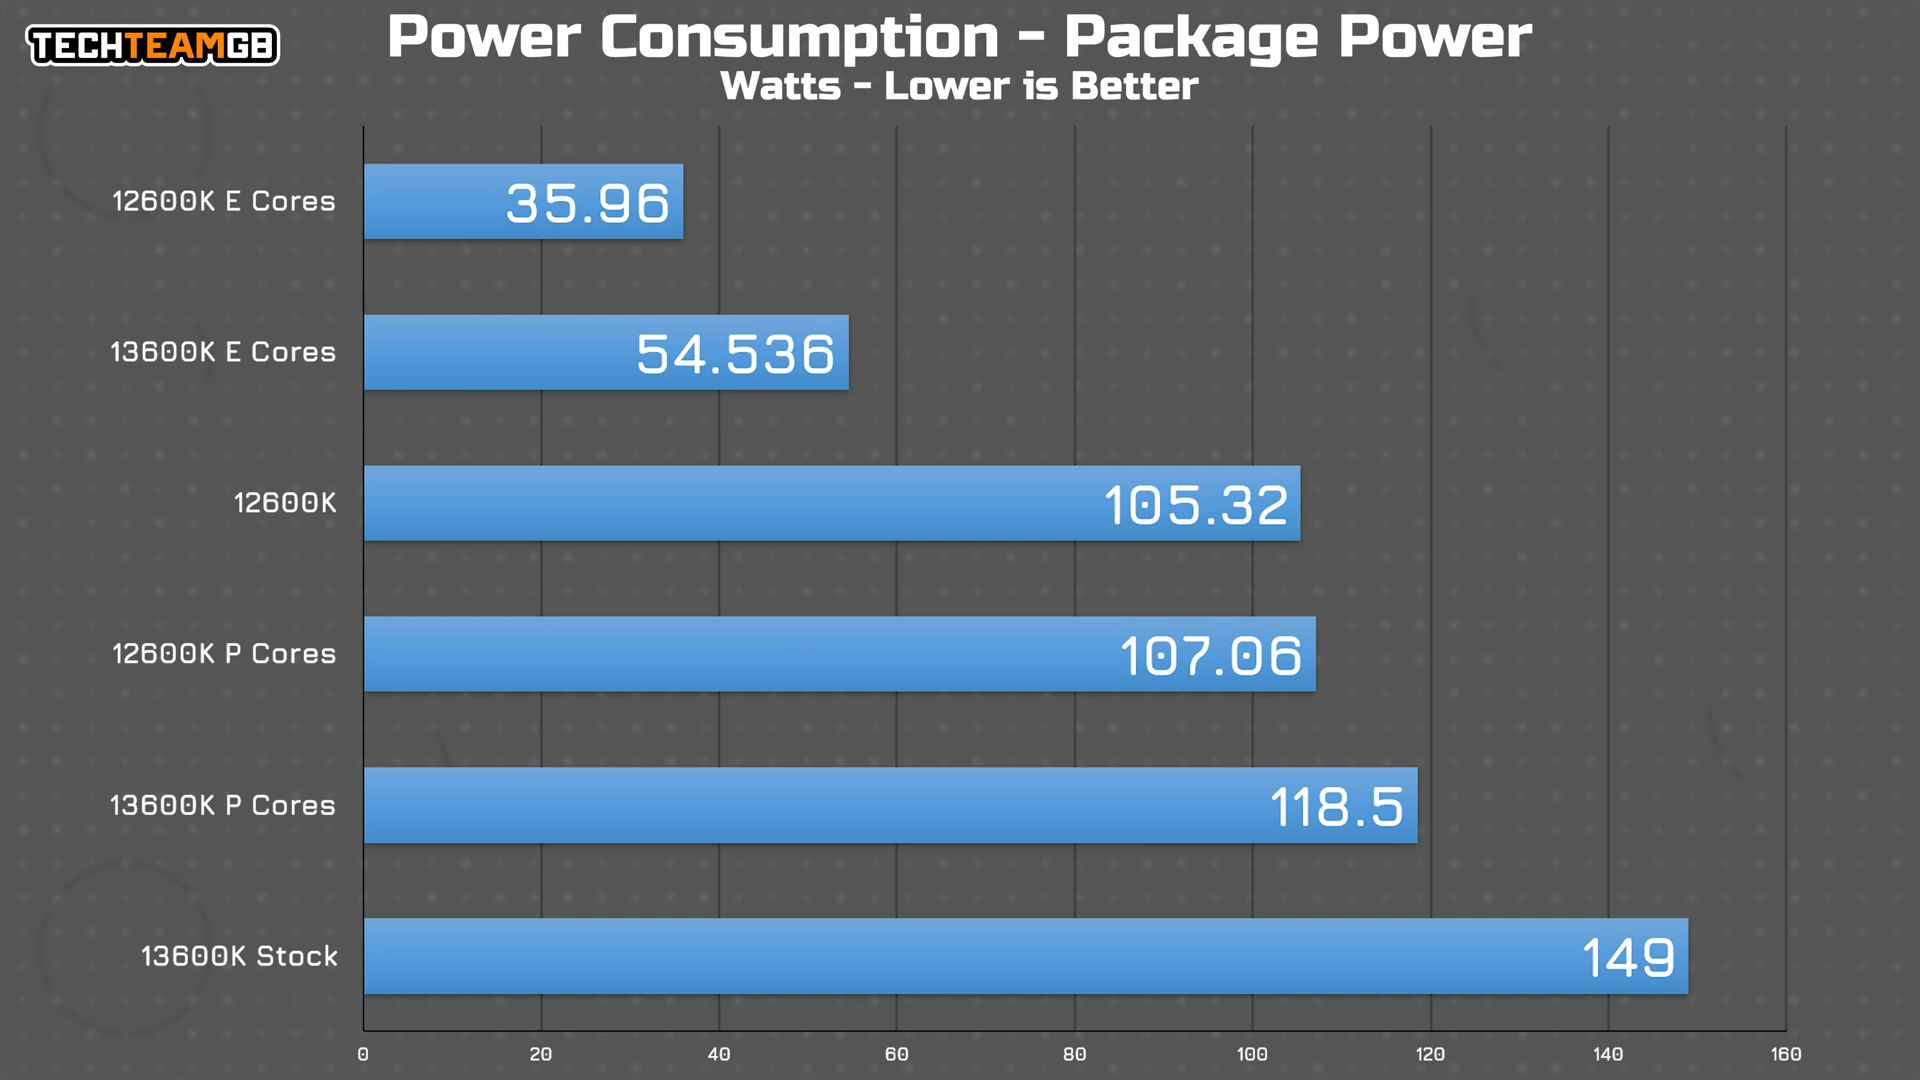 TECHTEAMGB
Power Consumption - Package Power
Watts - Lower is Better
12600K E Cores
35.96
13600K E Cores
54.536
12600K
105.32
12600K P Cores
107.06
13600K P Cores
118.5
13600K Stock
149
0 20 40 60 80 100 120 140 160